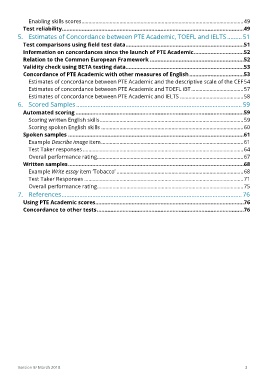 Enabling skills scores..........49
Test reliability..........49
5. Estimates of Concordance between PTE Academic, TOEFL and IELTS ..........51
Test comparisons using field test data..........51
Information on concordances since the launch of PTE Academic..........52
Relation to the Common European Framework ..........52
Validity check using BETA testing data..........53
Concordance of PTE Academic with other measures of English..........53
Estimates of concordance between PTE Academic and the descriptive scale of the CEF 54
Estimates of concordance between PTE Academic and TOEFL iBT..........57
Estimates of concordance between PTE Academic and IELTS..........58
6. Scored Samples ..........59
Automated scoring ..........59
Scoring written English skills ..........59
Scoring spoken English skills ..........60
Spoken samples ..........61
Example Describe image item..........61
Test Taker responses..........64
Overall performance rating..........67
Written samples..........68
Example Write essay item 'Tobacco' ..........68
Test Taker Responses ..........71
Overall performance rating..........75
7. References..........76
Using PTE Academic scores..........76
Concordance to other tests..........76